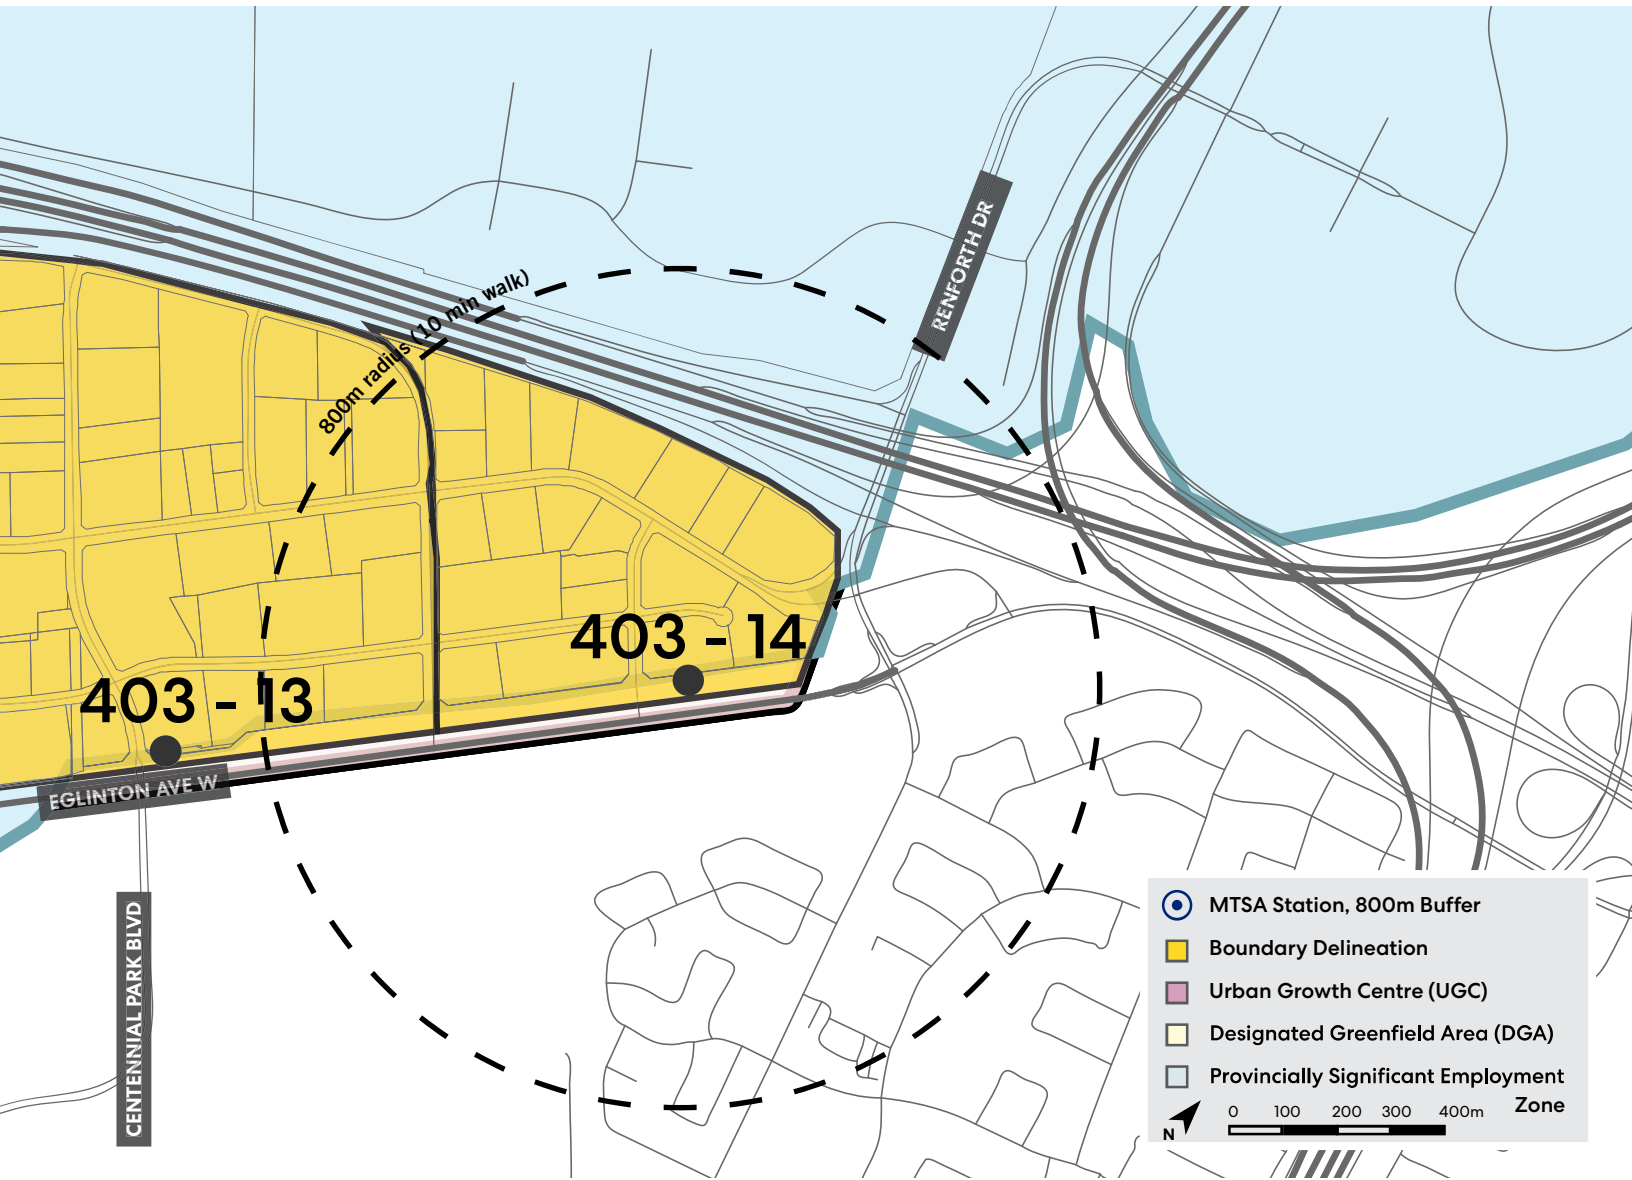 RENFORTH DR
800m radius (10 min walk)
403 - 14
403 - 13
EGLINTON AVE W
CENTENNIAL PARK BLVD
MTSA Station, 800m Buffer
Boundary Delineation
Urban Growth Centre (UGC)
Designated Greenfield Area (DGA)
Provincially Significant Employment
Zone
N
0 100 200 300 400m